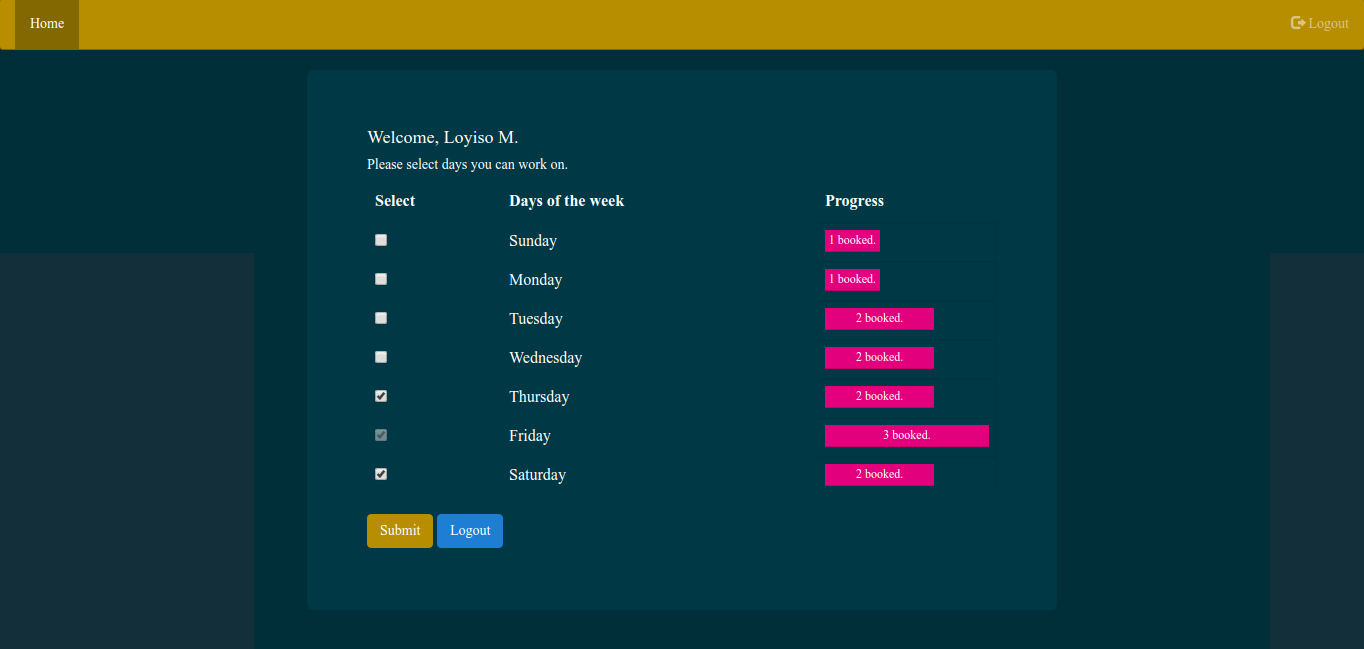 Home Logout
Welcome, Loyiso M.
Please select days you can work on.
Select Days of the week Progress
Sunday 1 booked.
Monday 1 booked.
Tuesday 2 booked.
Wednesday 2 booked.
Thursday 2 booked.
Friday 3 booked.
Saturday 2 booked.
Submit Logout